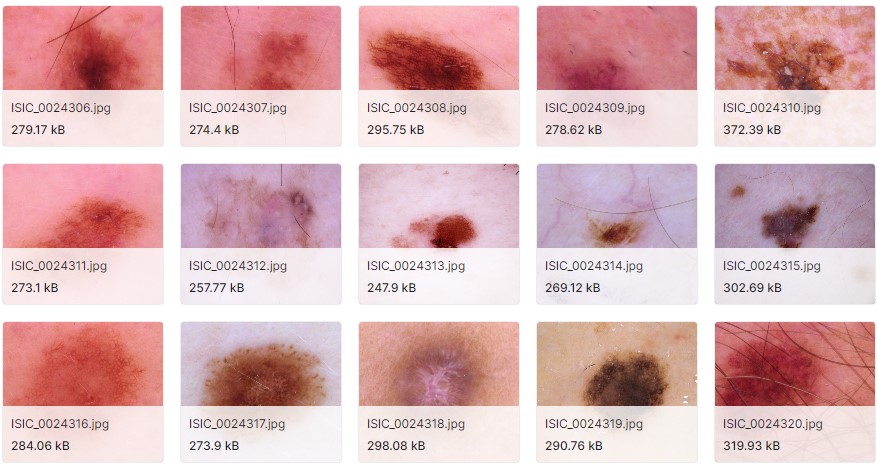 ISIC_0024306.jpg
279.17 kB
ISIC_0024307.jpg
274.4 kB
ISIC_0024308.jpg
295.75 kB
ISIC_0024309.jpg
278.62 kB
ISIC_0024310.jpg
372.39 kB
ISIC_0024311.jpg
273.1 kB
ISIC_0024312.jpg
257.77 kB
ISIC_0024313.jpg
247.9 kB
ISIC_0024314.jpg
269.12 kB
ISIC_0024315.jpg
302.69 kB
ISIC_0024316.jpg
284.06 kB
ISIC_0024317.jpg
273.9 kB
ISIC_0024318.jpg
298.08 kB
ISIC_0024319.jpg
290.76 kB
ISIC_0024320.jpg
319.93 kB